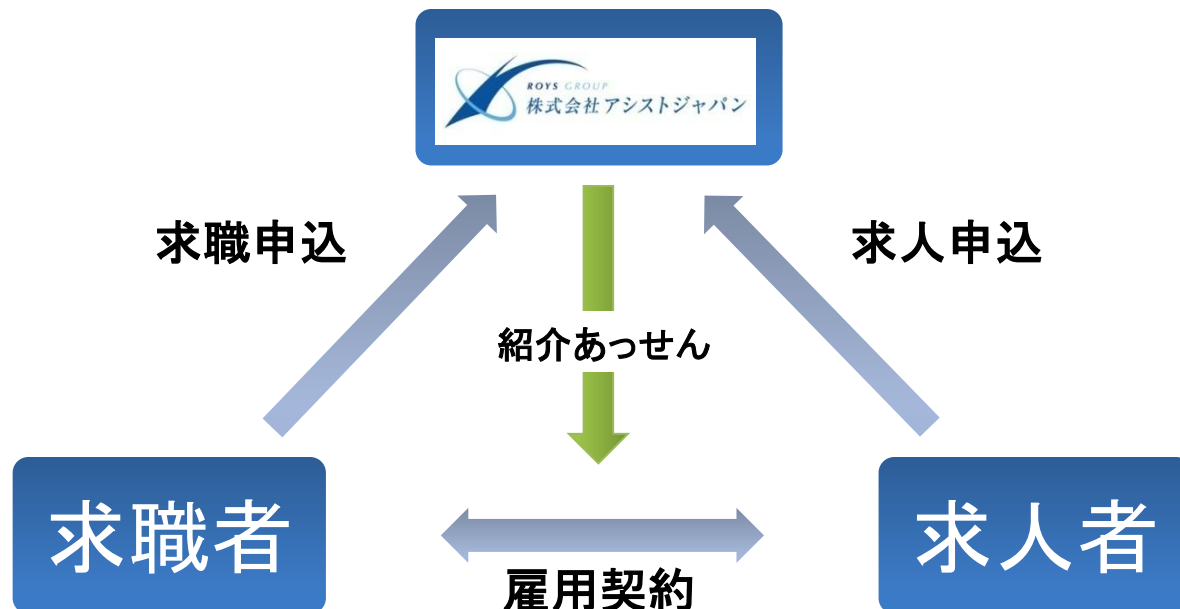 ROYS GROUP
株式会社アシストジャパン
求職申込
求人申込
紹介あっせん
求職者
求人者
雇用契約